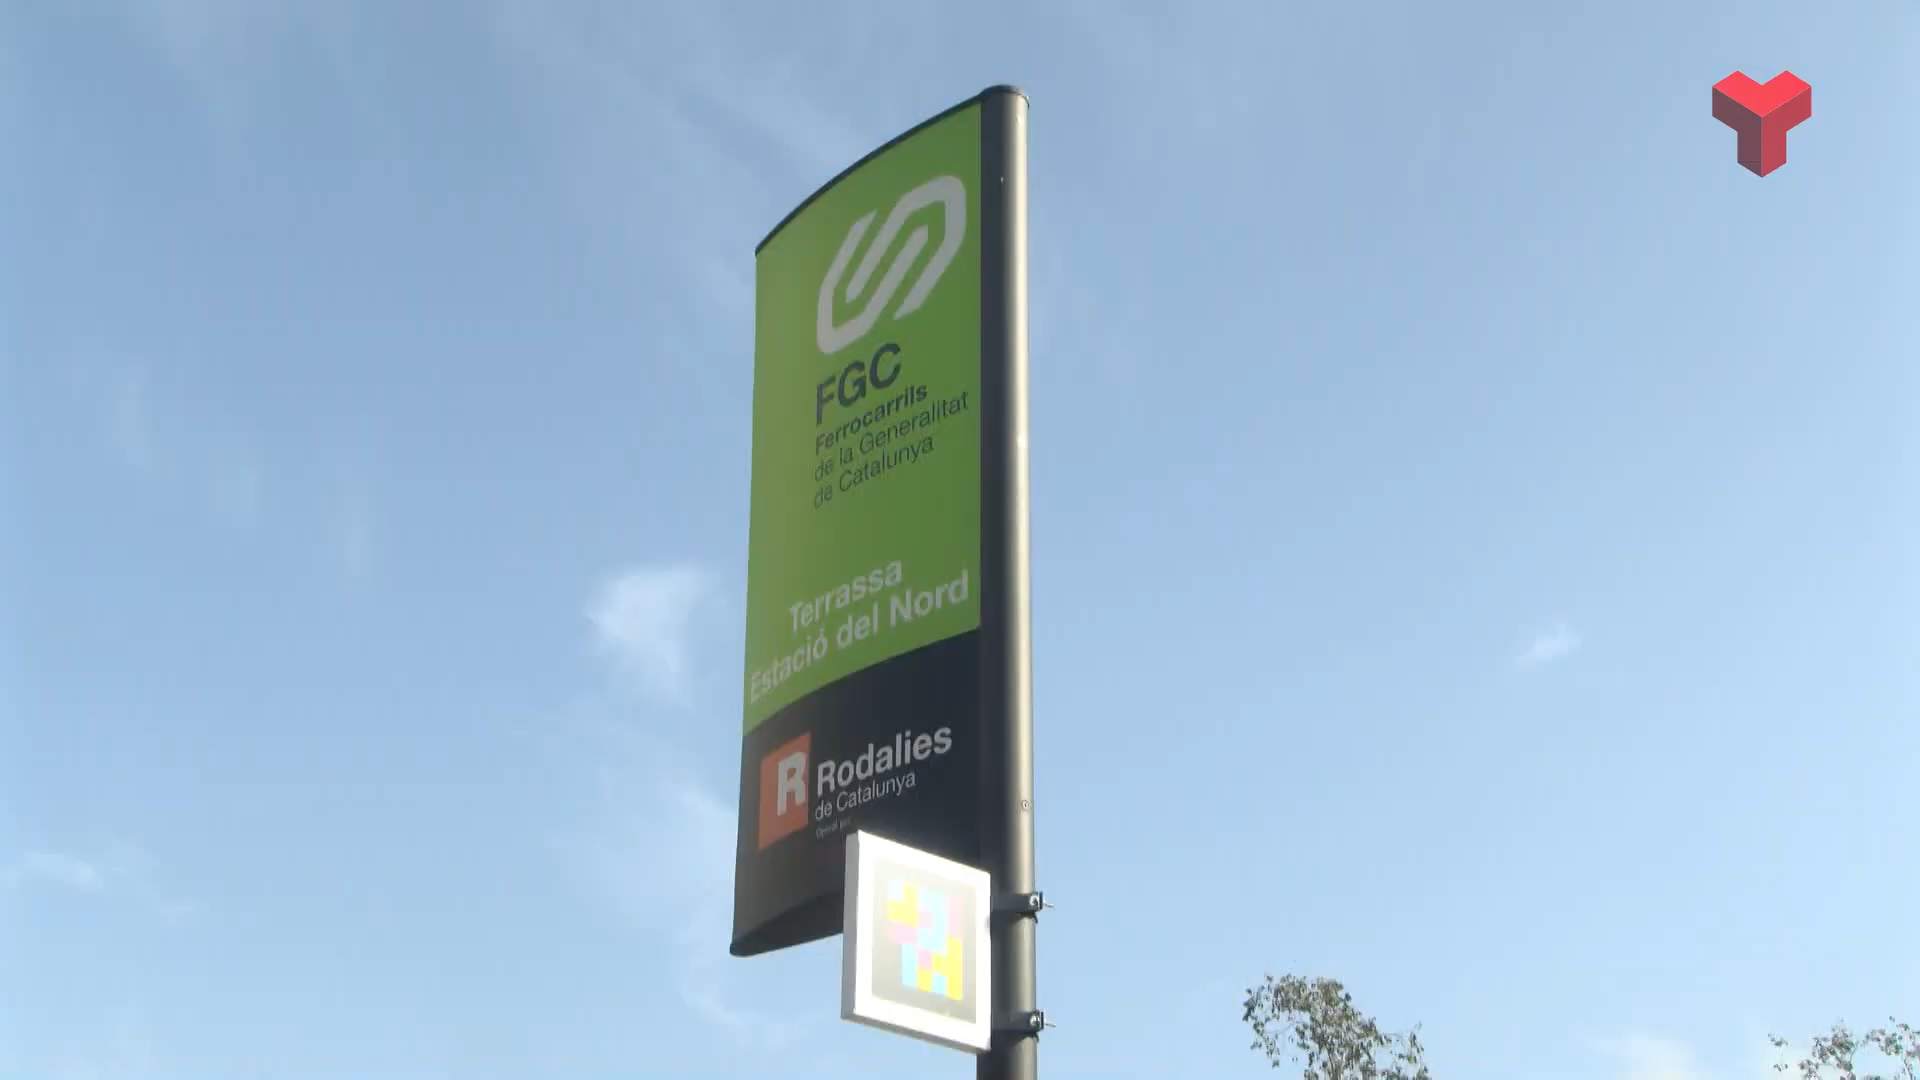 FGC
Ferrocarrils
de la Generalitat
de Catalunya
Terrassa
Estació del Nord
R Rodalies
de Catalunya